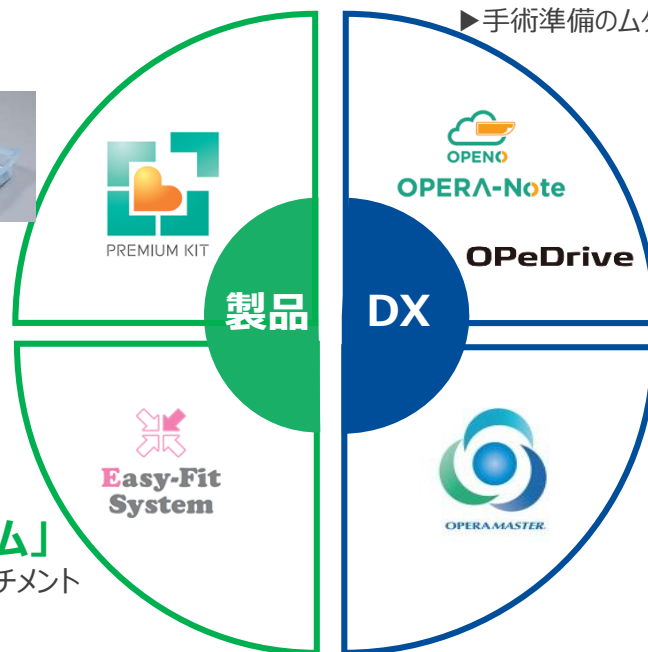 ▶手術準備のム
OPENO
OPERA-Note
PREMIUM KIT
OPeDrive
製品
DX
Easy-Fit
System
OPERA MASTER
ム」
チメント